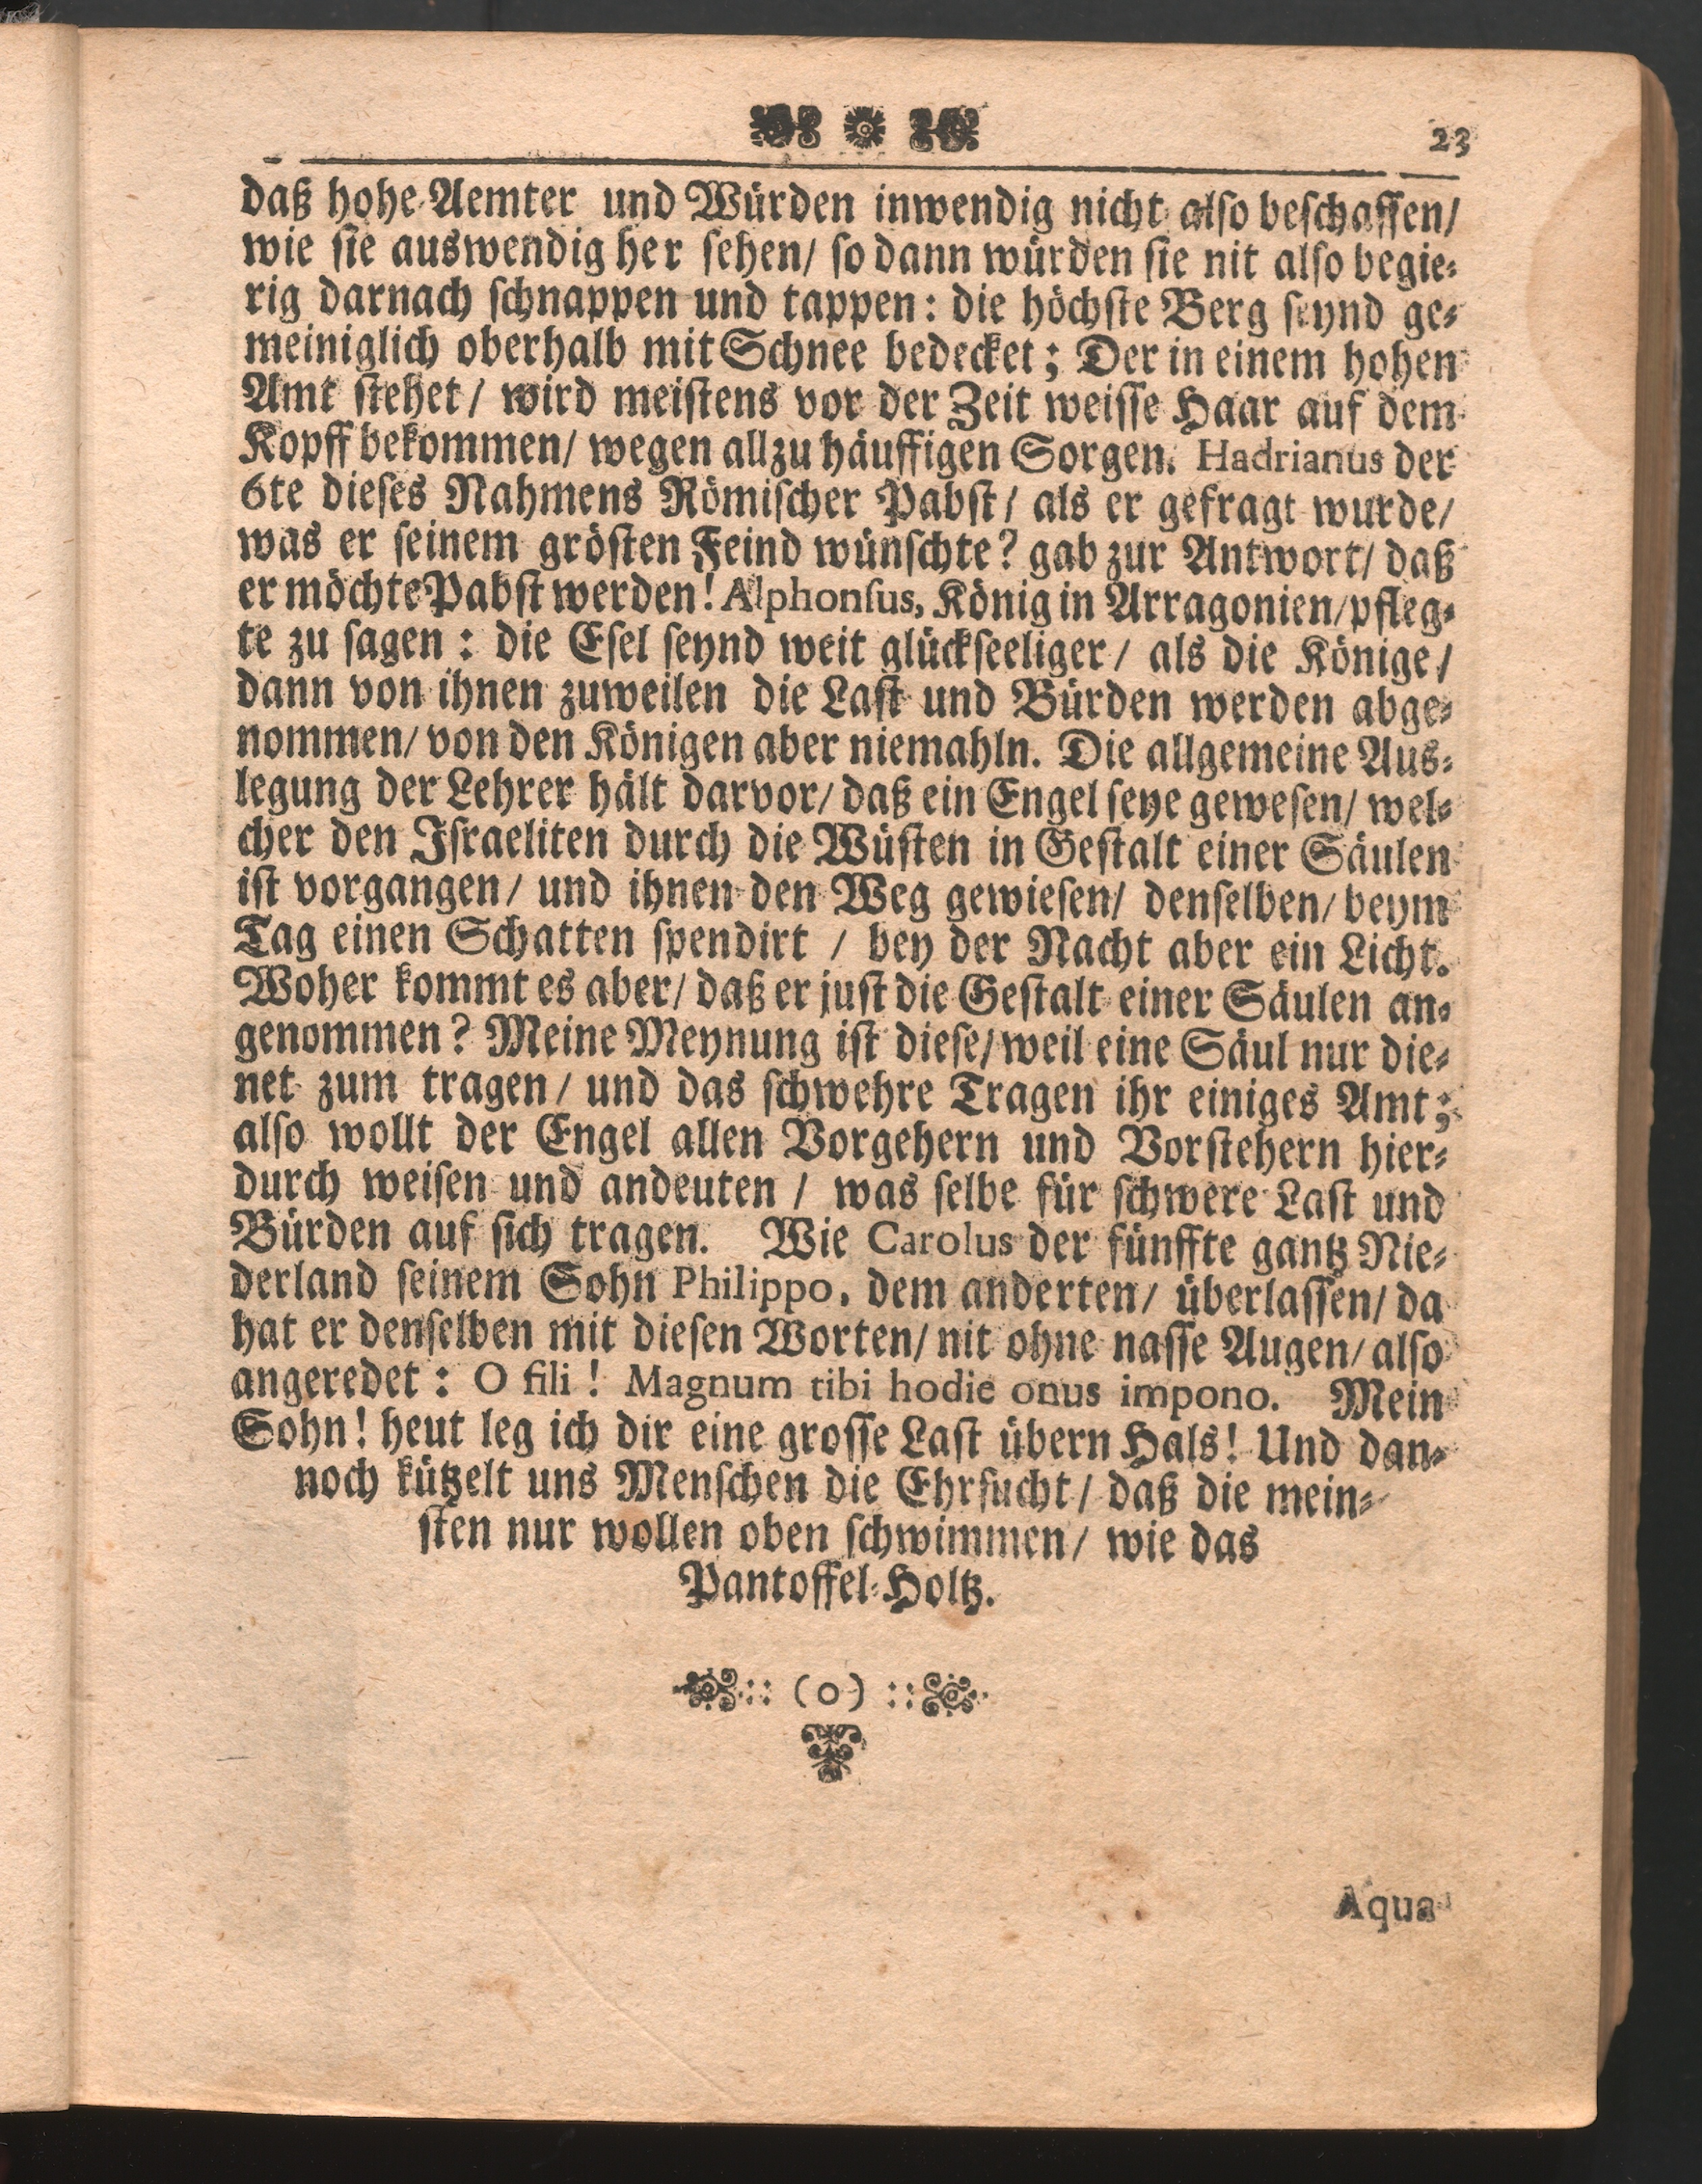 23
daß hohe Aemter und Würden inwendig nicht also beschaffen/
wie sie auswendig her sehen/ so dann würden sie nit also begie-
rig darnach schnappen und tappen: die höchste Berg seynd ge-
meiniglich oberhalb mit Schnee bedecket; Der in einem hohen
Amt stehet/ wird meistens vor der Zeit weisse Haar auf dem
Kopff bekommen/ wegen allzu häuffigen Sorgen. Hadrianus der
6te dieses Nahmens Römischer Pabst/ als er gefragt wurde/
was er seinem grösten Feind wünschte? gab zur Antwort/ daß
er möchte Pabst werden! Alphonsus, König in Arragonien/ pfleg-
te zu sagen: die Esel seynd weit glückseeliger/ als die Könige/
dann von ihnen zuweilen die Last und Bürden werden abge-
nommen/ von den Königen aber niemahln. Die allgemeine Aus-
legung der Lehrer hält darvor/ daß ein Engel seye gewesen/ wel-
cher den Israeliten durch die Wüsten in Gestalt einer Säulen
ist vorgangen/ und ihnen den Weg gewiesen/ denselben/ beym
Tag einen Schatten spendirt / bey der Nacht aber ein Licht.
Woher kommt es aber/ daß er just die Gestalt einer Säulen an-
genommen? Meine Meynung ist diese/ weil eine Säul nur die-
net zum tragen/ und das schwehre Tragen ihr einiges Amt;
also wollt der Engel allen Vorgehern und Vorstehern hier-
durch weisen und andeuten / was selbe für schwere Last und
Bürden auf sich tragen. Wie Carolus der fünffte gantz Nie-
derland seinem Sohn Philippo, dem anderten/ überlassen/ da
hat er denselben mit diesen Worten/ nit ohne nasse Augen/ also
angeredet: O fili! Magnum tibi hodie onus impono. Mein
Sohn! heut leg ich dir eine grosse Last übern Hals! Und dan-
noch kützelt uns Menschen die Ehrsucht/ daß die mein-
sten nur wollen oben schwimmen/ wie das
Pantoffel-Holtz.
:: (o) ::
Aqua